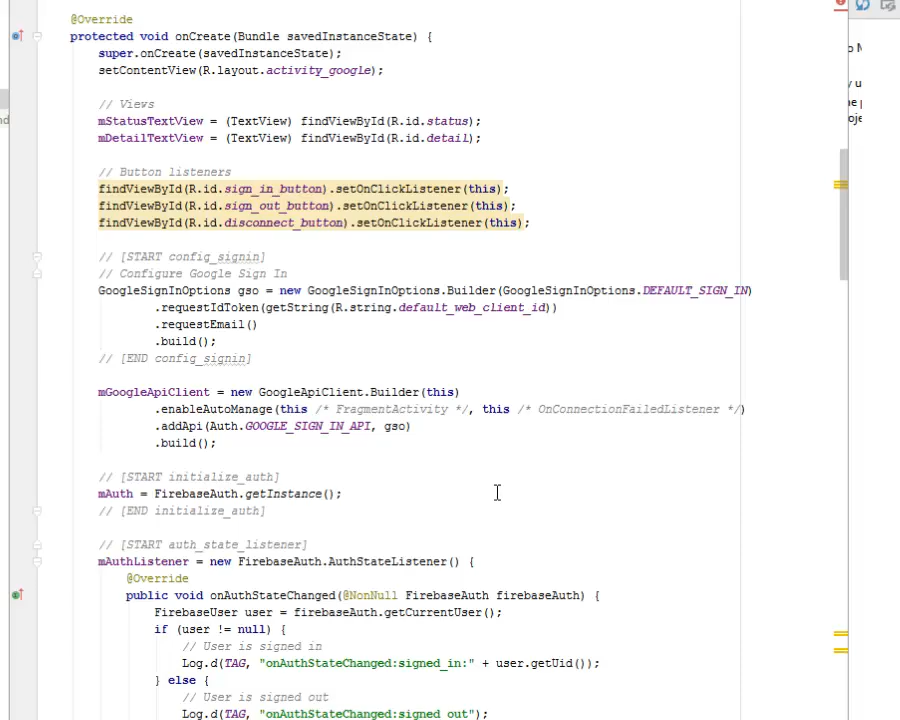 @Override
protected void onCreate(Bundle savedInstanceState) {
super.onCreate(savedInstanceState);
setContentView(R.layout.activity_google);
// Views
mStatusTextView = (TextView) findViewById(R.id.status);
mDetailTextView = (TextView) findViewById(R.id.detail);
// Button listeners
findViewById(R.id.sign_in_button).setOnClickListener(this);
findViewById(R.id.sign_out_button).setOnClickListener(this);
findViewById(R.id.disconnect_button).setOnClickListener(this);
// [START config_signin]
// Configure Google Sign In
GoogleSignInOptions gso = new GoogleSignInOptions.Builder(GoogleSignInOptions.DEFAULT_SIGN_IN)
.requestIdToken(getString(R.string.default_web_client_id))
.requestEmail()
.build();
// [END config_signin]
mGoogleApiClient = new GoogleApiClient.Builder(this)
.enableAutoManage(this /* FragmentActivity */, this /* OnConnectionFailedListener */)
.addApi(Auth.GOOGLE_SIGN_IN_API, gso)
.build();
// [START initialize_auth]
mAuth = FirebaseAuth.getInstance();
// [END initialize_auth]
// [START auth_state_listener]
mAuthListener = new FirebaseAuth.AuthStateListener() {
@Override
public void onAuthStateChanged(@NonNull FirebaseAuth firebaseAuth) {
FirebaseUser user = firebaseAuth.getCurrentUser();
if (user != null) {
// User is signed in
Log.d(TAG, "onAuthStateChanged:signed_in:" + user.getUid());
} else {
// User is signed out
Log.d(TAG, "onAuthStateChanged:signed_out");